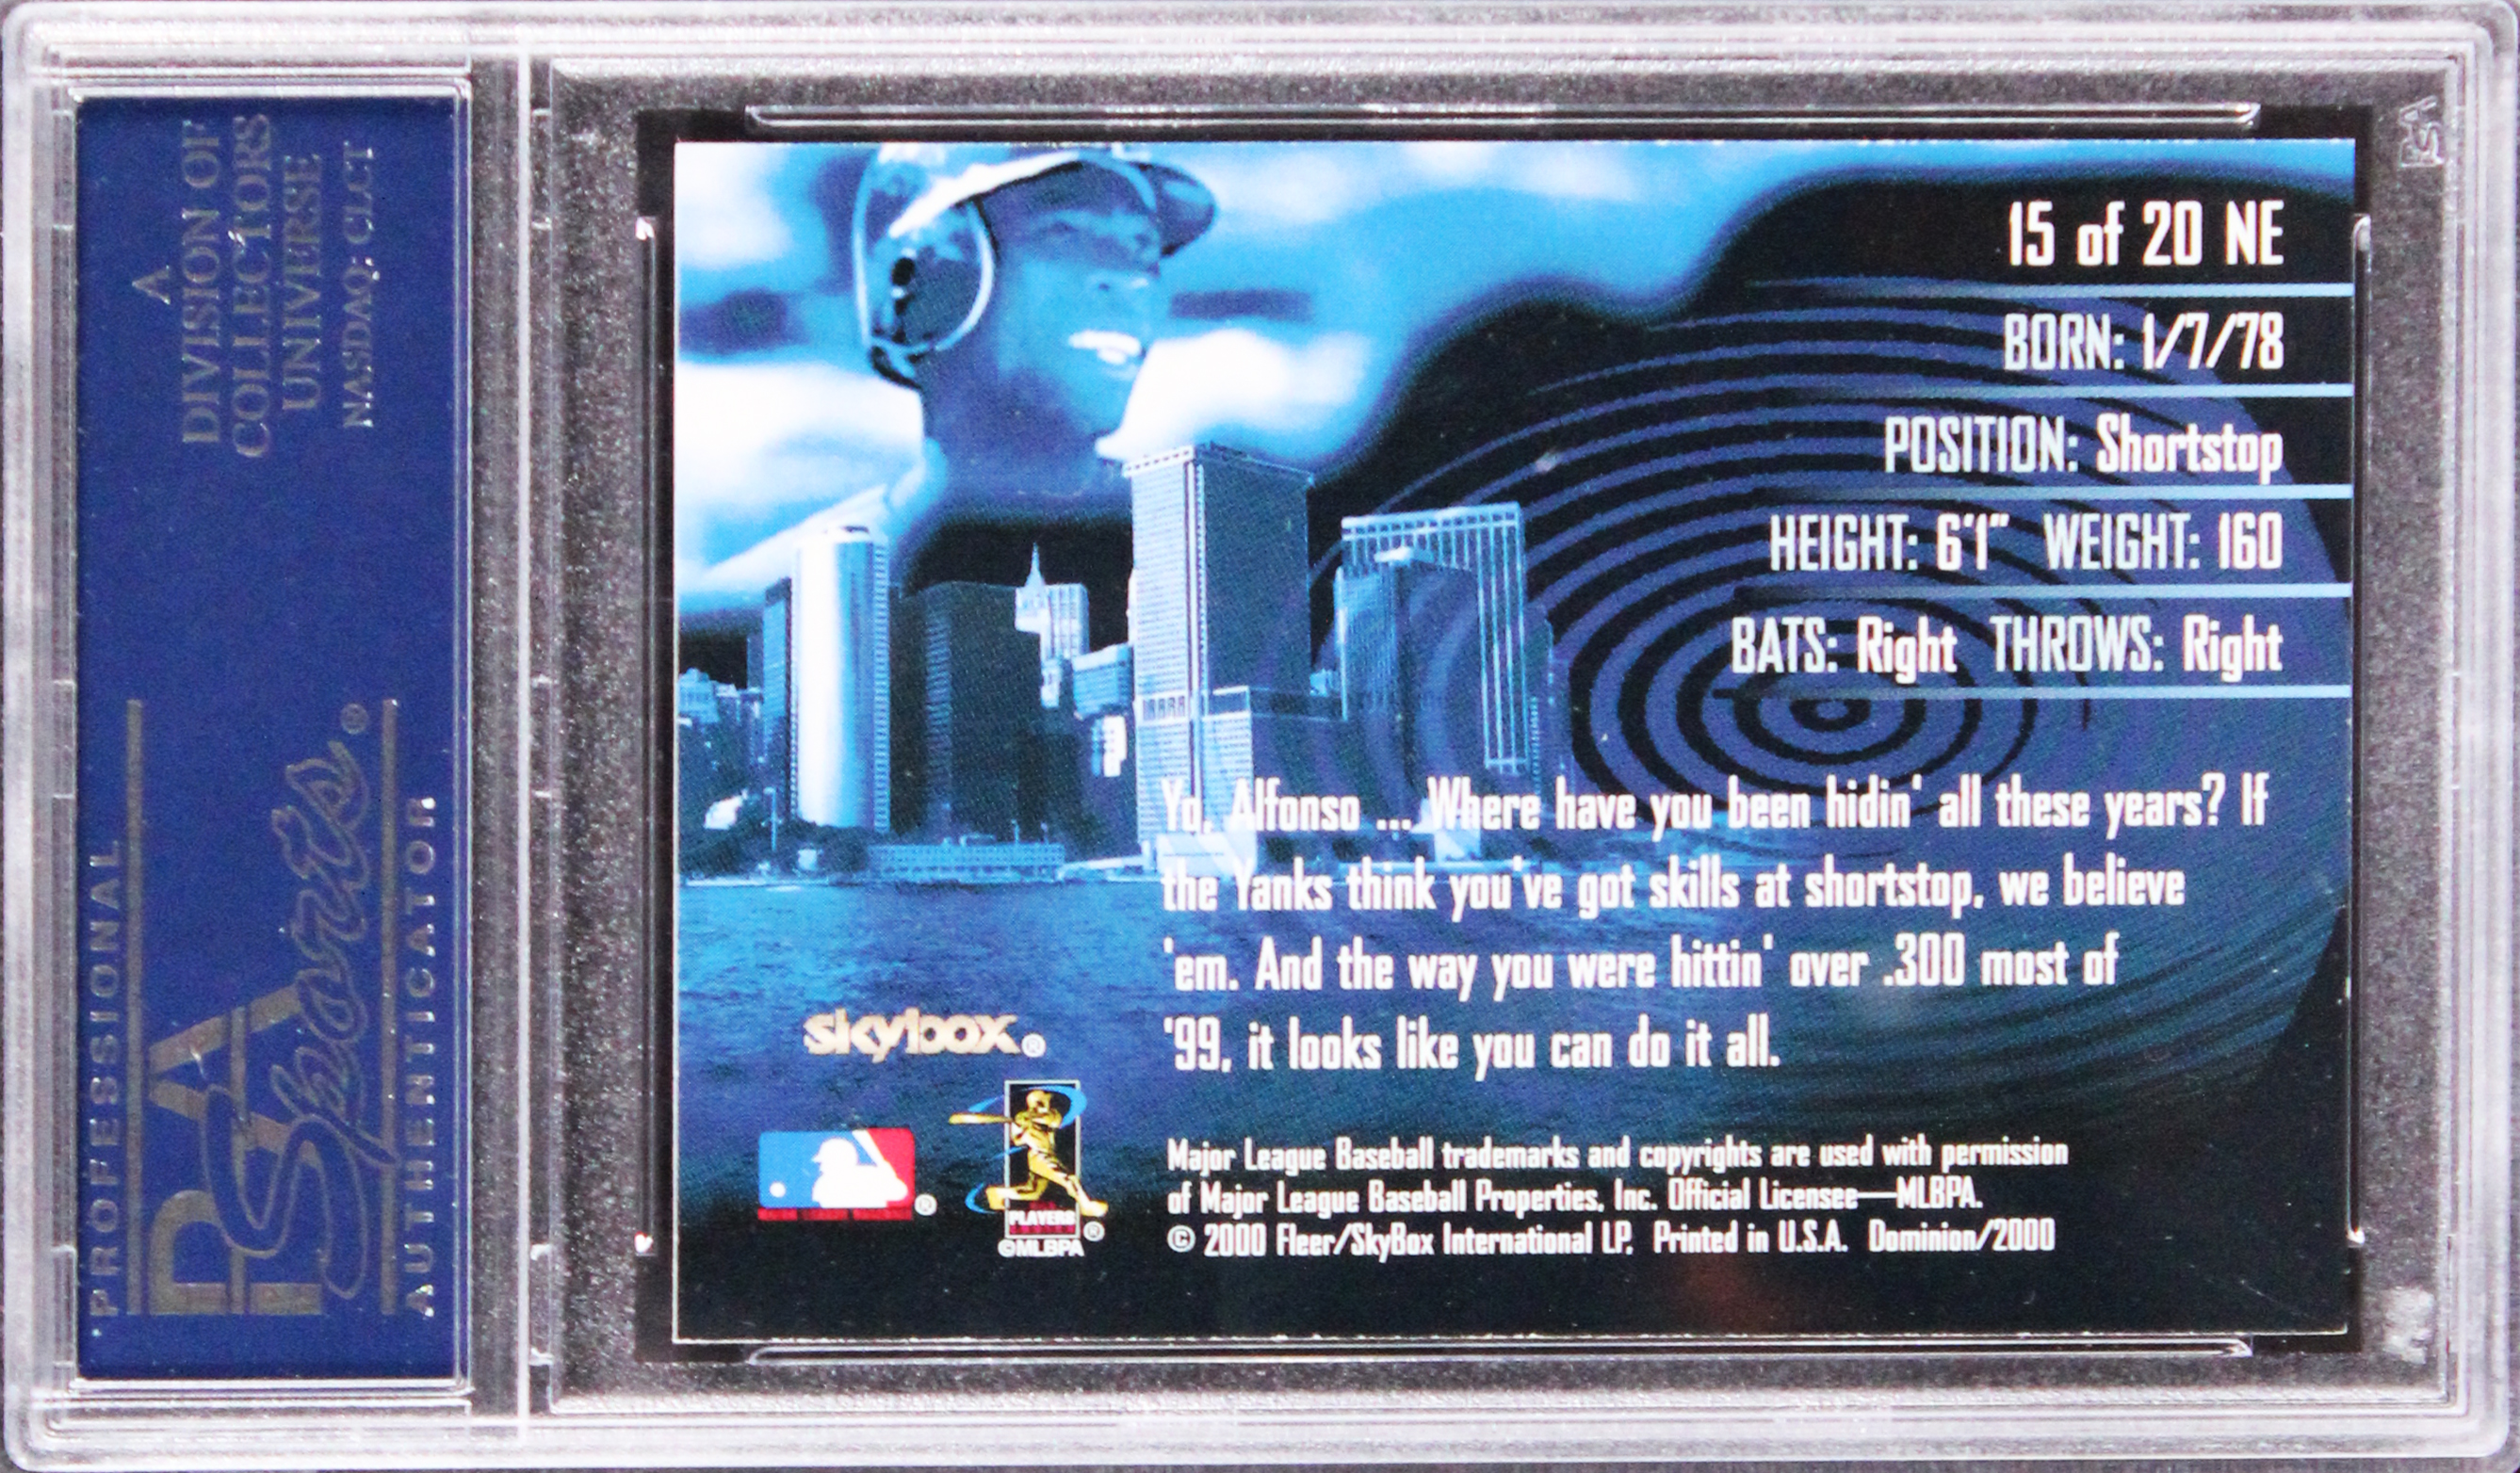 A
DIVISION OF
COLLECTORS
UNIVERSE
NASDAQ: CLCT
PROFESSIONAL
PSA
Sports®
AUTHENTICATOR
15 of 20 NE
BORN: 1/7/78
POSITION: Shortstop
HEIGHT: 6'1" WEIGHT: 160
BATS: Right THROWS: Right
Yo, Alfonso ... Where have you been hidin' all these years? If
the Yanks think you've got skills at shortstop, we believe
'em. And the way you were hittin' over .300 most of
'99, it looks like you can do it all.
skybox®
®
PLAYERS
®
©MLBPA
Major League Baseball trademarks and copyrights are used with permission
of Major League Baseball Properties, Inc. Official Licensee—MLBPA.
© 2000 Fleer/SkyBox International LP. Printed in U.S.A. Dominion/2000
PSA